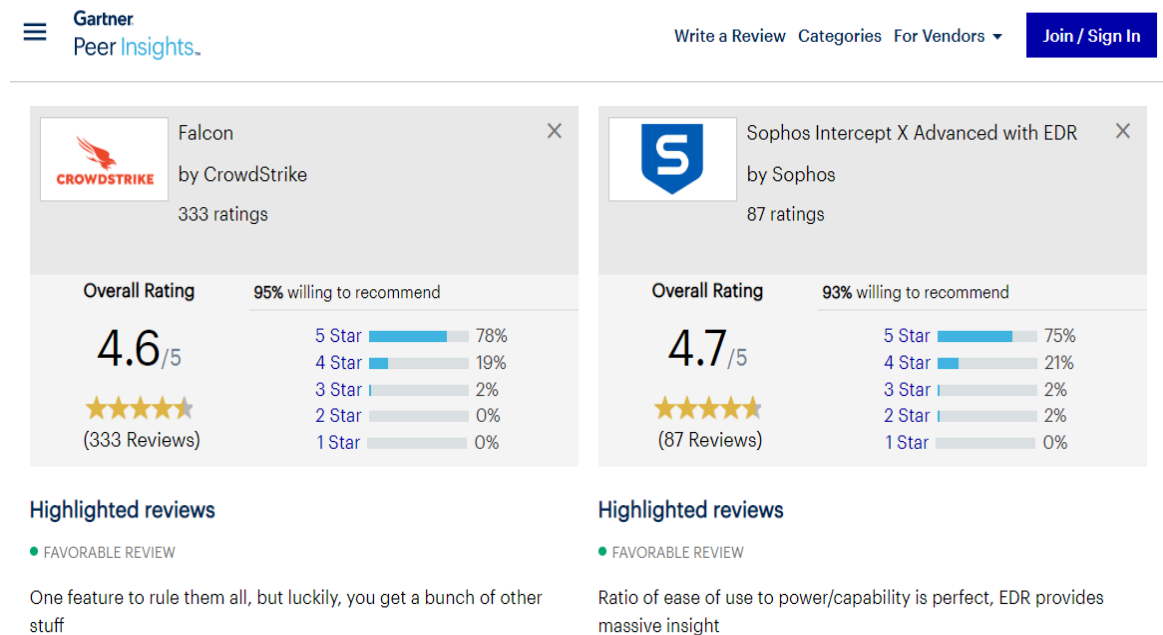 Gartner
Peer Insights™
Write a Review Categories For Vendors Join / Sign In
CROWDSTRIKE
Falcon
by CrowdStrike
333 ratings
Overall Rating
95% willing to recommend
4.6/5
(333 Reviews)
5 Star 78%
4 Star 19%
3 Star 2%
2 Star 0%
1 Star 0%
Highlighted reviews
FAVORABLE REVIEW
One feature to rule them all, but luckily, you get a bunch of other
stuff
S
Sophos Intercept X Advanced with EDR
by Sophos
87 ratings
Overall Rating
93% willing to recommend
4.7/5
(87 Reviews)
5 Star 75%
4 Star 21%
3 Star 2%
2 Star 2%
1 Star 0%
Highlighted reviews
FAVORABLE REVIEW
Ratio of ease of use to power/capability is perfect, EDR provides
massive insight